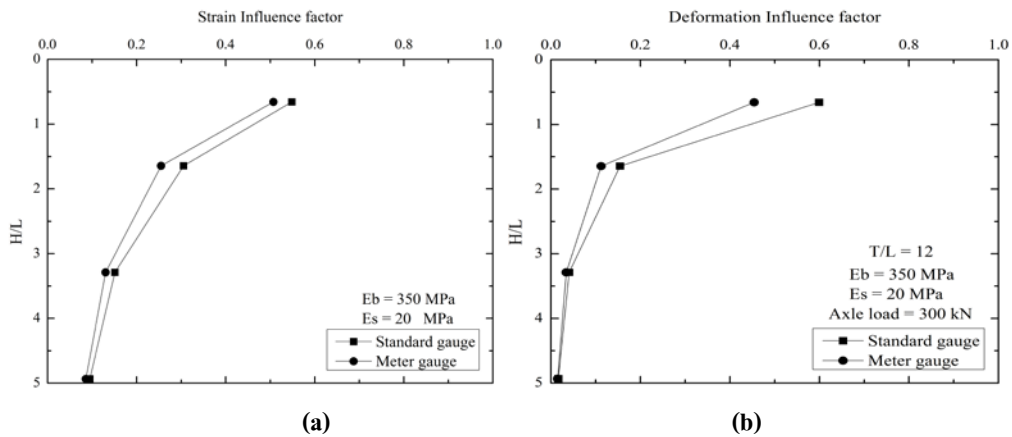 Strain Influence factor
0.0 0.2 0.4 0.6 0.8 1.0
0
1
2
3
4
5
H/L
Eb = 350 MPa
Es = 20 MPa
Standard gauge
Meter gauge
(a)
Deformation Influence factor
0.0 0.2 0.4 0.6 0.8 1.0
0
1
2
3
4
5
H/L
T/L = 12
Eb = 350 MPa
Es = 20 MPa
Axle load = 300 kN
Standard gauge
Meter gauge
(b)